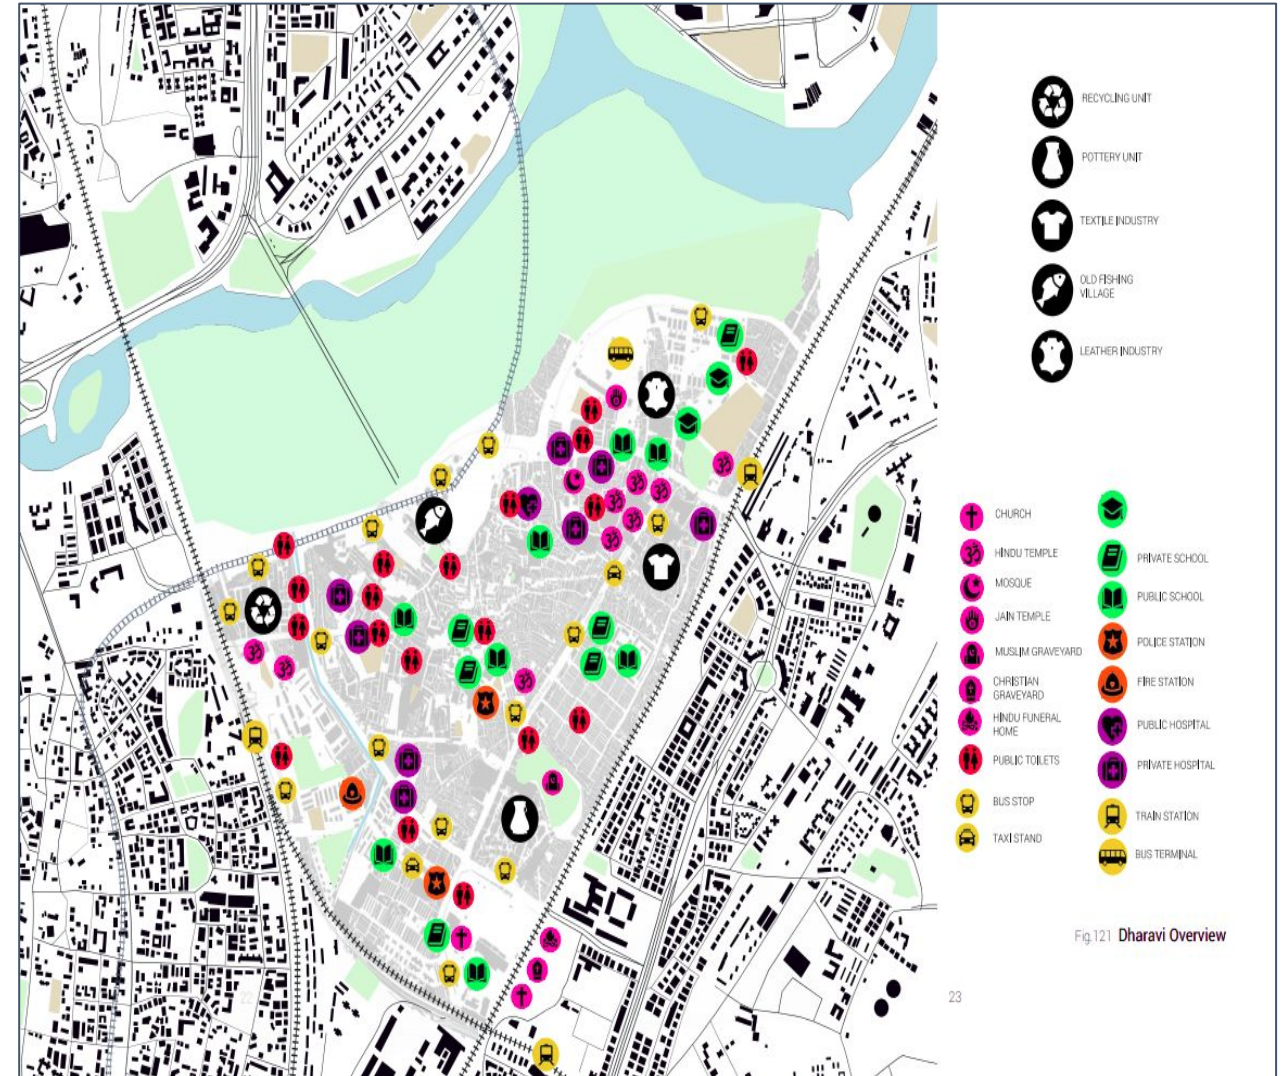 RECYCLING UNIT
POTTERY UNIT
TEXTILE INDUSTRY
OLD FISHING
VILLAGE
LEATHER INDUSTRY
CHURCH
HINDU TEMPLE
MOSQUE
JAIN TEMPLE
MUSLIM GRAVEYARD
CHRISTIAN
GRAVEYARD
HINDU FUNERAL
HOME
PUBLIC TOILETS
BUS STOP
TAXI STAND
PRIVATE SCHOOL
PUBLIC SCHOOL
POLICE STATION
FIRE STATION
PUBLIC HOSPITAL
PRIVATE HOSPITAL
TRAIN STATION
BUS TERMINAL
Fig.121 Dharavi Overview
22
23